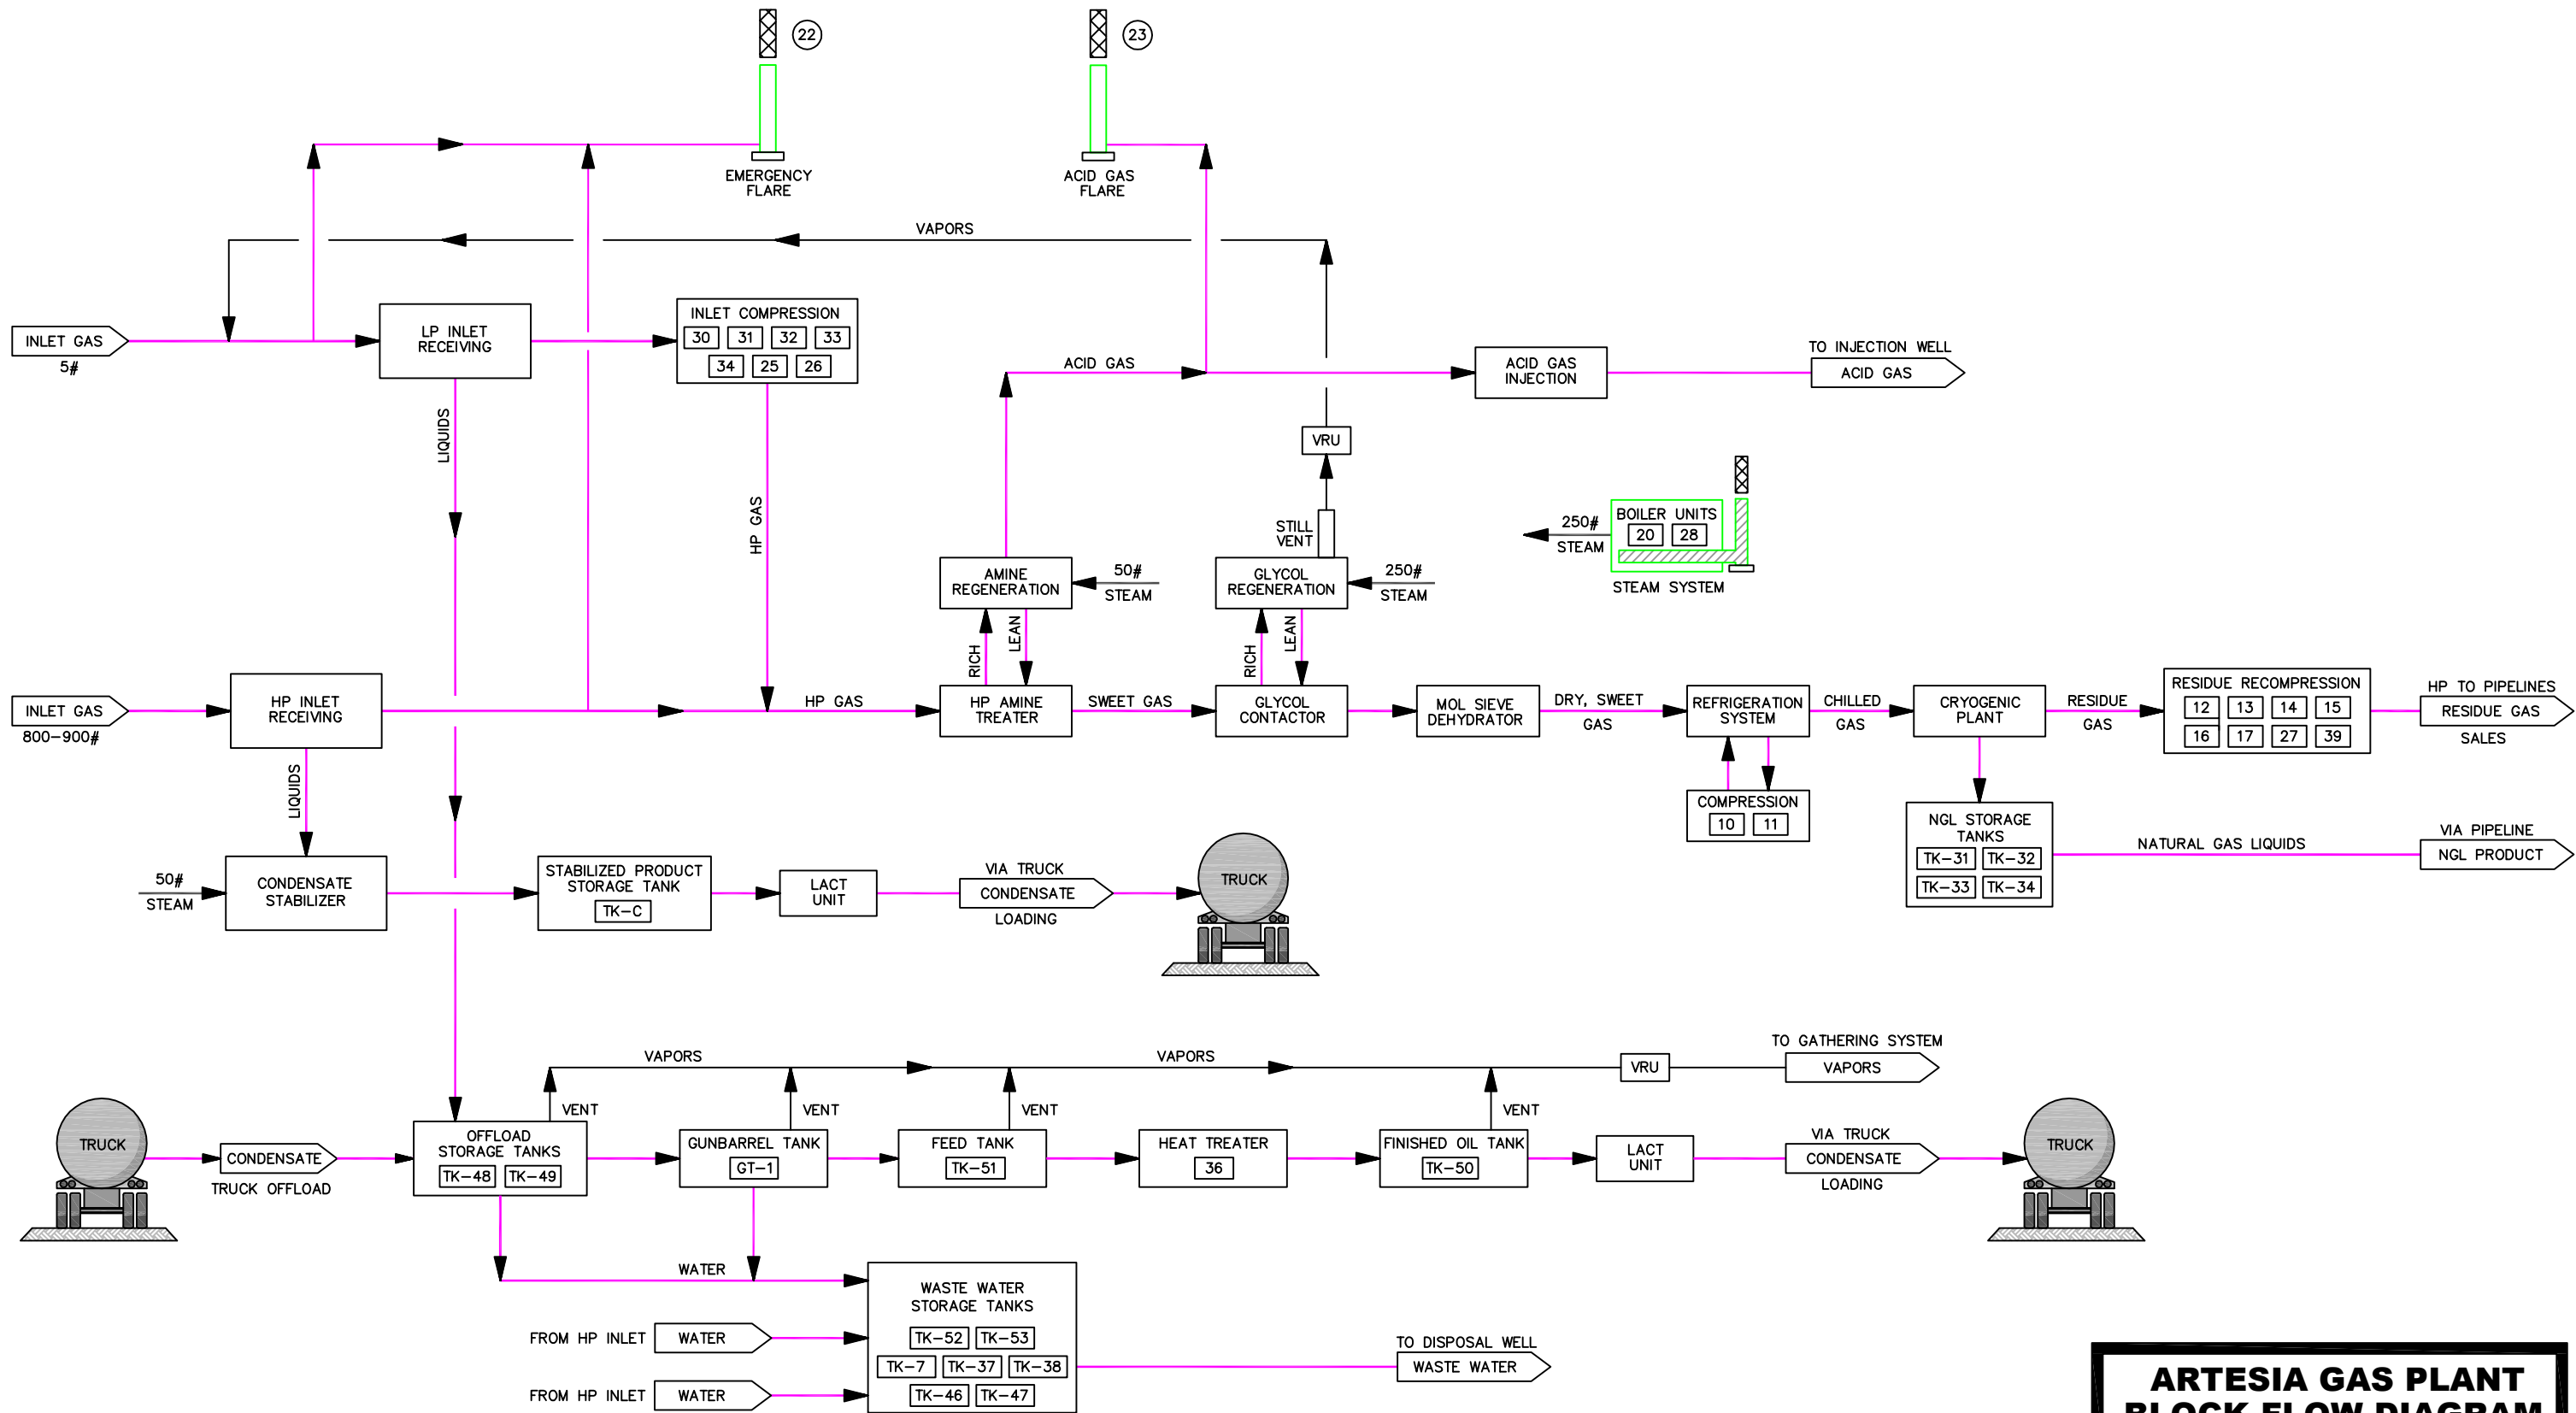 22
23
EMERGENCY
FLARE
ACID GAS
FLARE
VAPORS
INLET GAS
5#
LP INLET
RECEIVING
INLET COMPRESSION
30 31 32 33
34 25 26
ACID GAS
ACID GAS
INJECTION
TO INJECTION WELL
ACID GAS
LIQUIDS
HP GAS
VRU
STILL
VENT
250#
STEAM
BOILER UNITS
20 28
STEAM SYSTEM
AMINE
REGENERATION
50#
STEAM
GLYCOL
REGENERATION
250#
STEAM
RICH
LEAN
RICH
LEAN
INLET GAS
800-900#
HP INLET
RECEIVING
HP GAS
HP AMINE
TREATER
SWEET GAS
GLYCOL
CONTACTOR
MOL SIEVE
DEHYDRATOR
DRY, SWEET
GAS
REFRIGERATION
SYSTEM
CHILLED
GAS
CRYOGENIC
PLANT
RESIDUE
GAS
RESIDUE RECOMPRESSION
12 13 14 15
16 17 27 39
HP TO PIPELINES
RESIDUE GAS
SALES
LIQUIDS
COMPRESSION
10 11
NGL STORAGE
TANKS
TK-31 TK-32
TK-33 TK-34
NATURAL GAS LIQUIDS
VIA PIPELINE
NGL PRODUCT
50#
STEAM
CONDENSATE
STABILIZER
STABILIZED PRODUCT
STORAGE TANK
TK-C
LACT
UNIT
VIA TRUCK
CONDENSATE
LOADING
TRUCK
VAPORS
VAPORS
VRU
TO GATHERING SYSTEM
VAPORS
VENT
VENT
VENT
VENT
TRUCK
CONDENSATE
TRUCK OFFLOAD
OFFLOAD
STORAGE TANKS
TK-48 TK-49
GUNBARREL TANK
GT-1
FEED TANK
TK-51
HEAT TREATER
36
FINISHED OIL TANK
TK-50
LACT
UNIT
VIA TRUCK
CONDENSATE
LOADING
TRUCK
WATER
WASTE WATER
STORAGE TANKS
TK-52 TK-53
TK-7 TK-37 TK-38
TK-46 TK-47
FROM HP INLET WATER
FROM HP INLET WATER
TO DISPOSAL WELL
WASTE WATER
ARTESIA GAS PLANT
BLOCK FLOW DIAGRAM